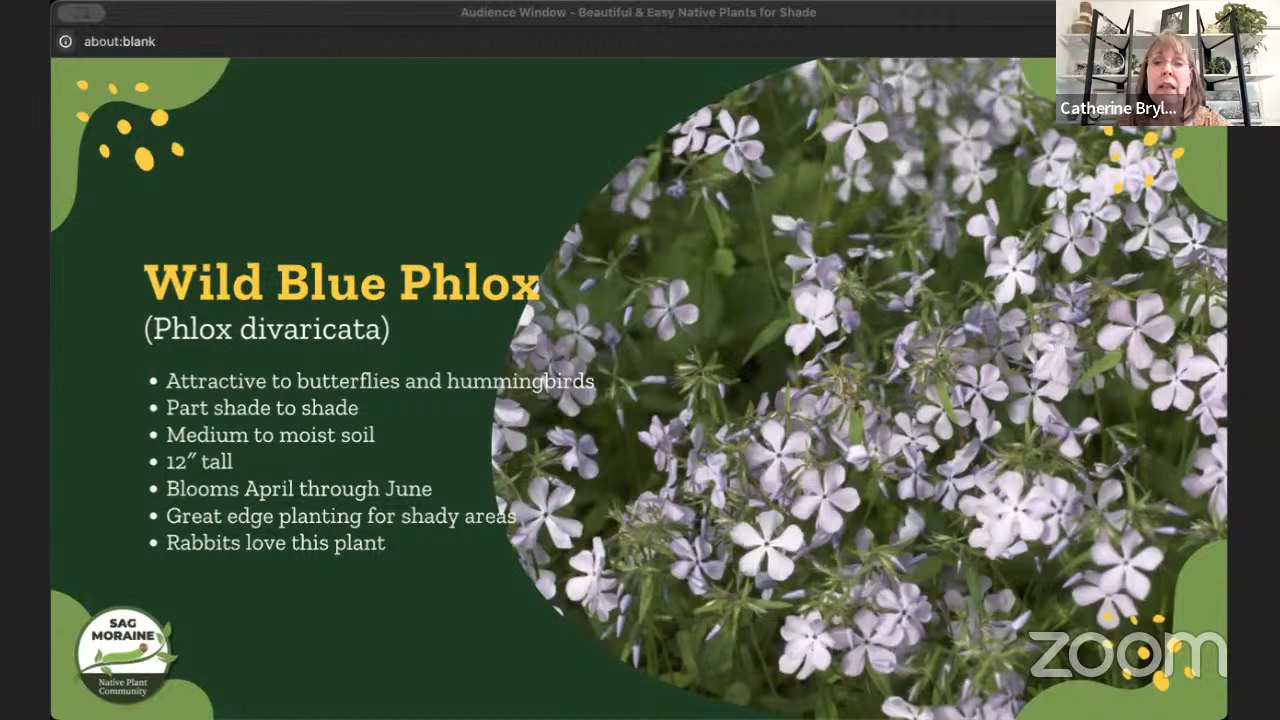 Audience Window - Beautiful & Easy Native Plants for Shade
about:blank
Catherine Bryl...
Wild Blue Phlox
(Phlox divaricata)
• Attractive to butterflies and hummingbirds
• Part shade to shade
• Medium to moist soil
• 12″ tall
• Blooms April through June
• Great edge planting for shady areas
• Rabbits love this plant
SAG
MORAINE
Native Plant
Community
zoom